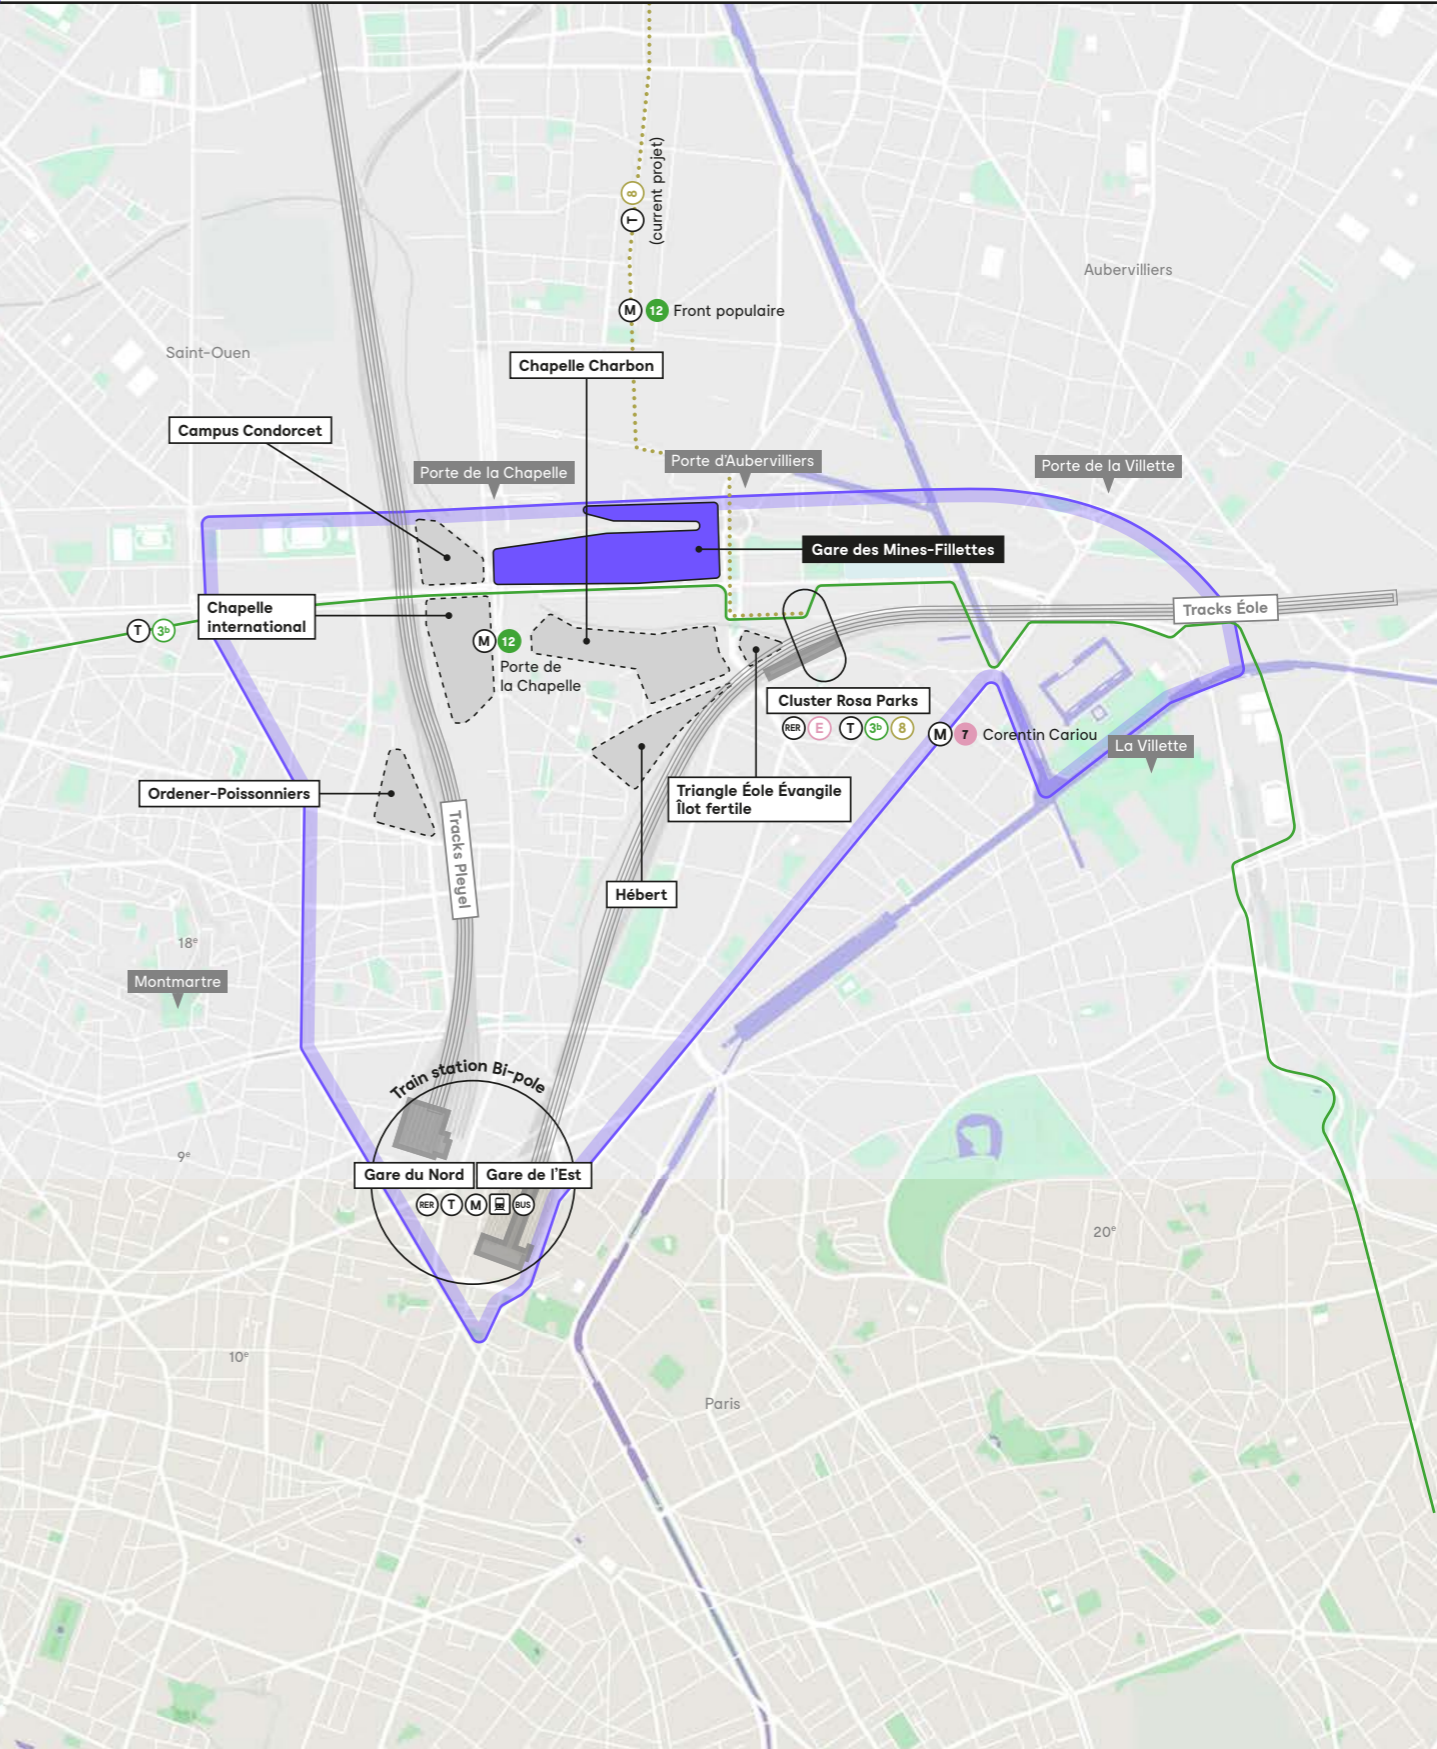 8
T
(current projet)
M 12 Front populaire
Aubervilliers
Saint-Ouen
Chapelle Charbon
Campus Condorcet
Porte de la Chapelle
Porte d'Aubervilliers
Porte de la Villette
Gare des Mines-Fillettes
Chapelle
international
Tracks Éole
T 3b
M 12
Porte de
la Chapelle
Cluster Rosa Parks
RER E T 3b 8
M 7 Corentin Cariou
La Villette
Ordener-Poissonniers
Triangle Éole Évangile
Îlot fertile
Tracks Pleyel
Hébert
18e
Montmartre
Train station Bi-pole
9e
Gare du Nord
Gare de l'Est
RER T M BUS
20e
10e
Paris